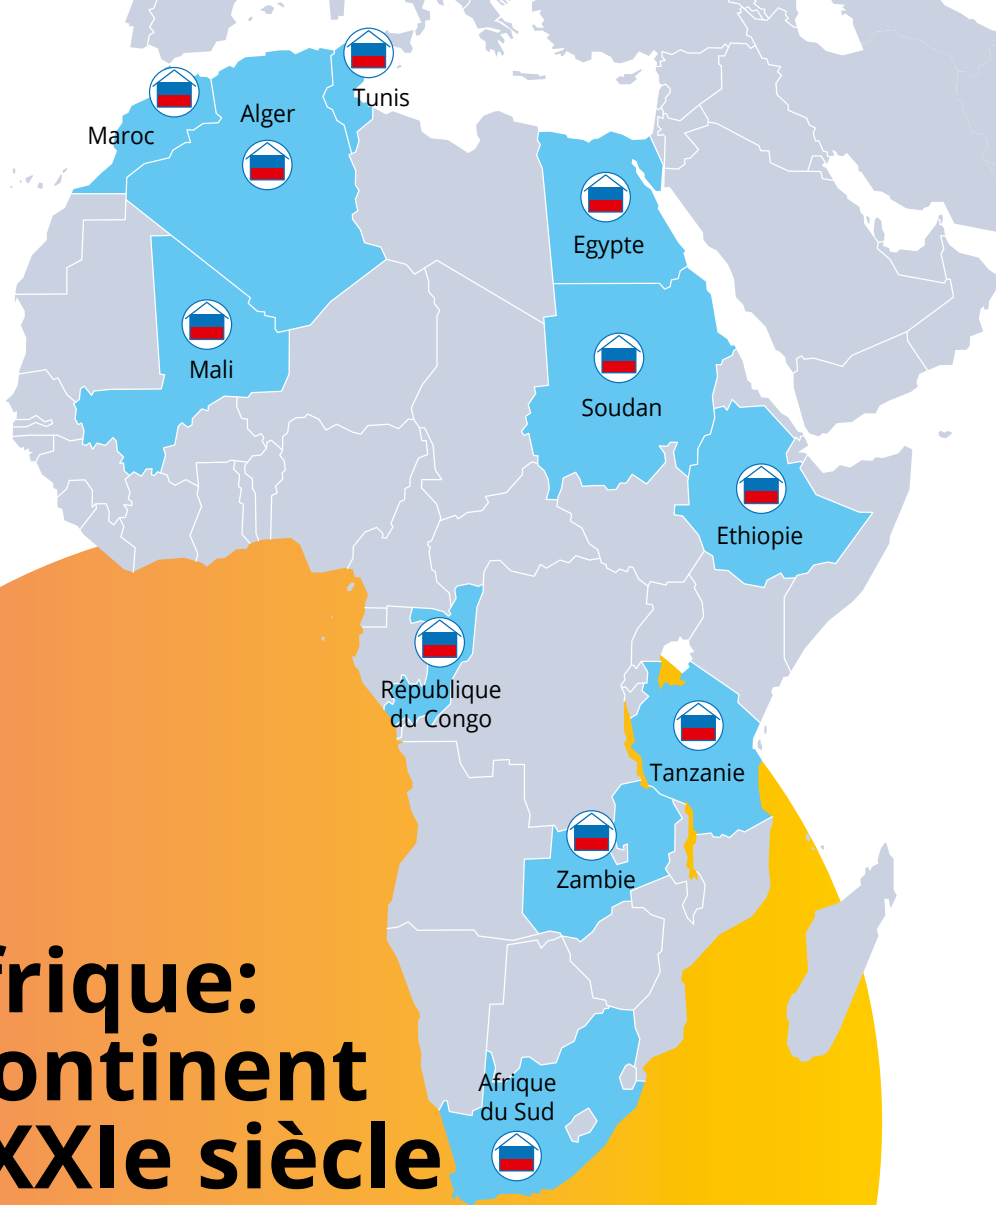 Tunis
Alger
Maroc
Egypte
Mali
Soudan
Ethiopie
République
du Congo
Tanzanie
Zambie
frique:
ontinent
XXIe siècle
Afrique
du Sud